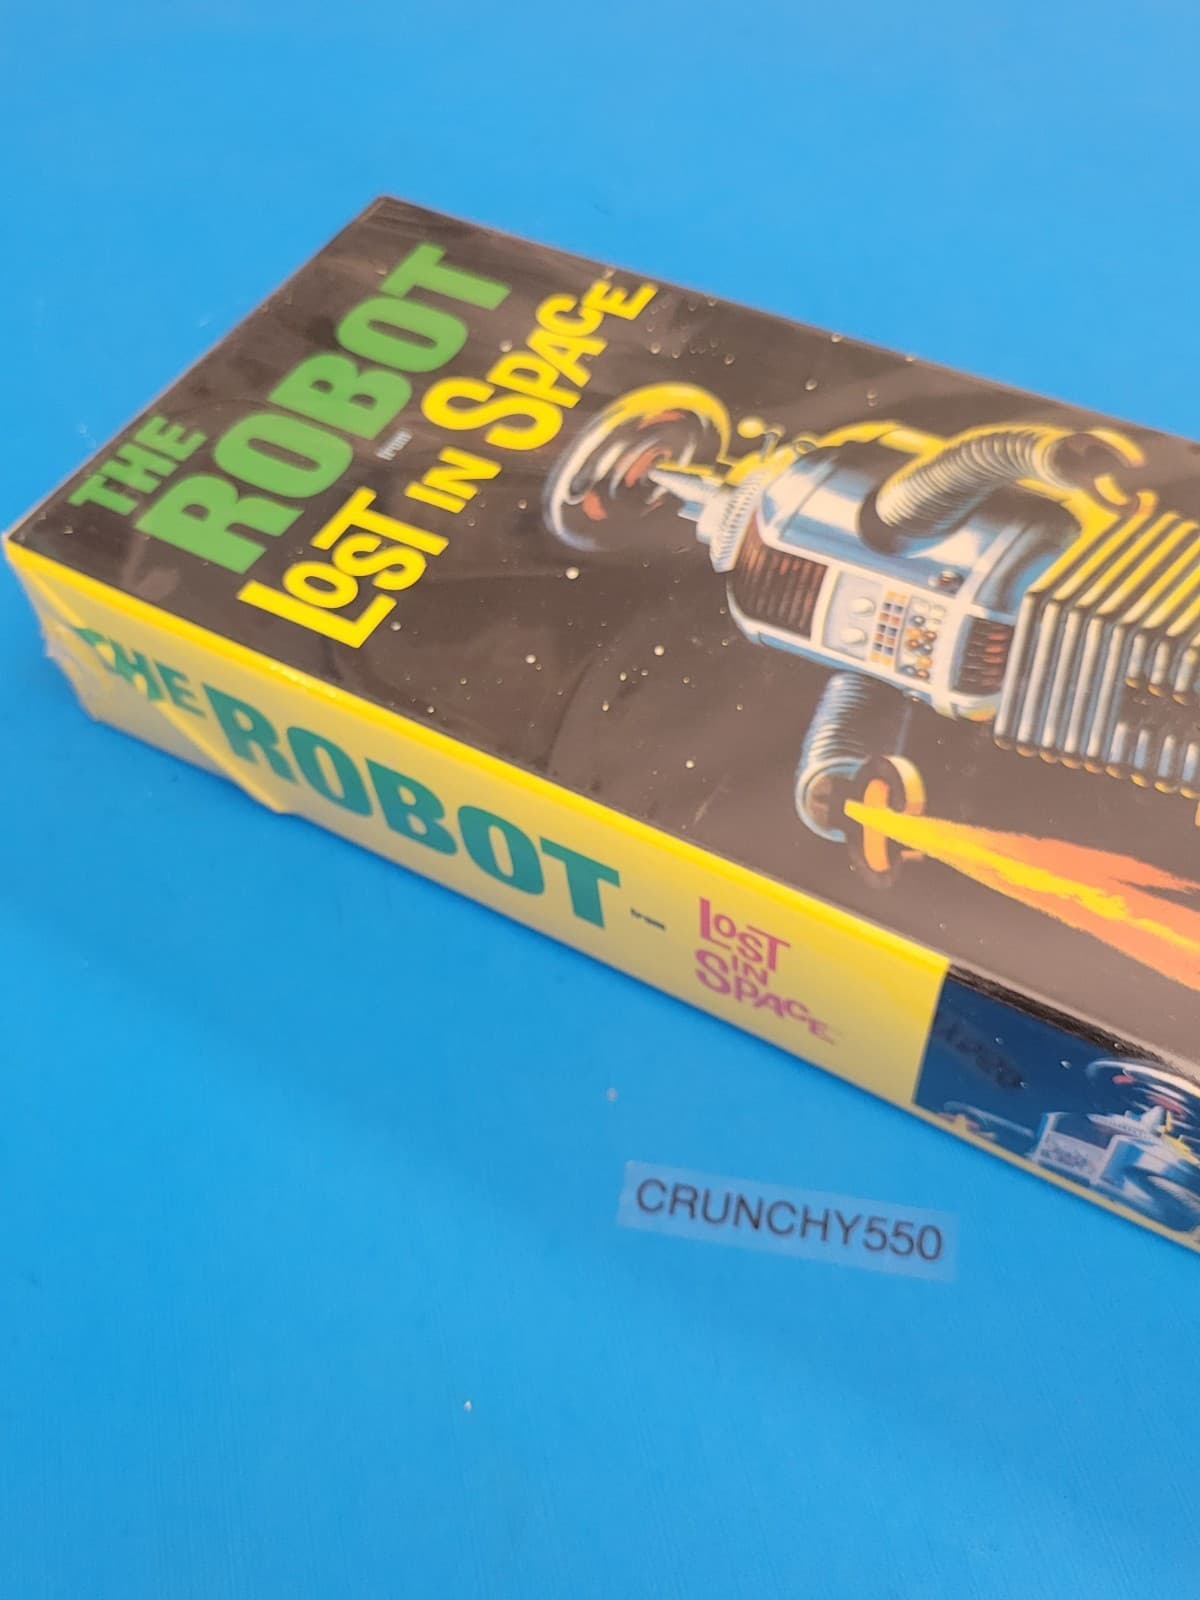 THE
ROBOT
from
LOST IN SPACE
THE ROBOT from
LOST
IN
SPACE
CRUNCHY550